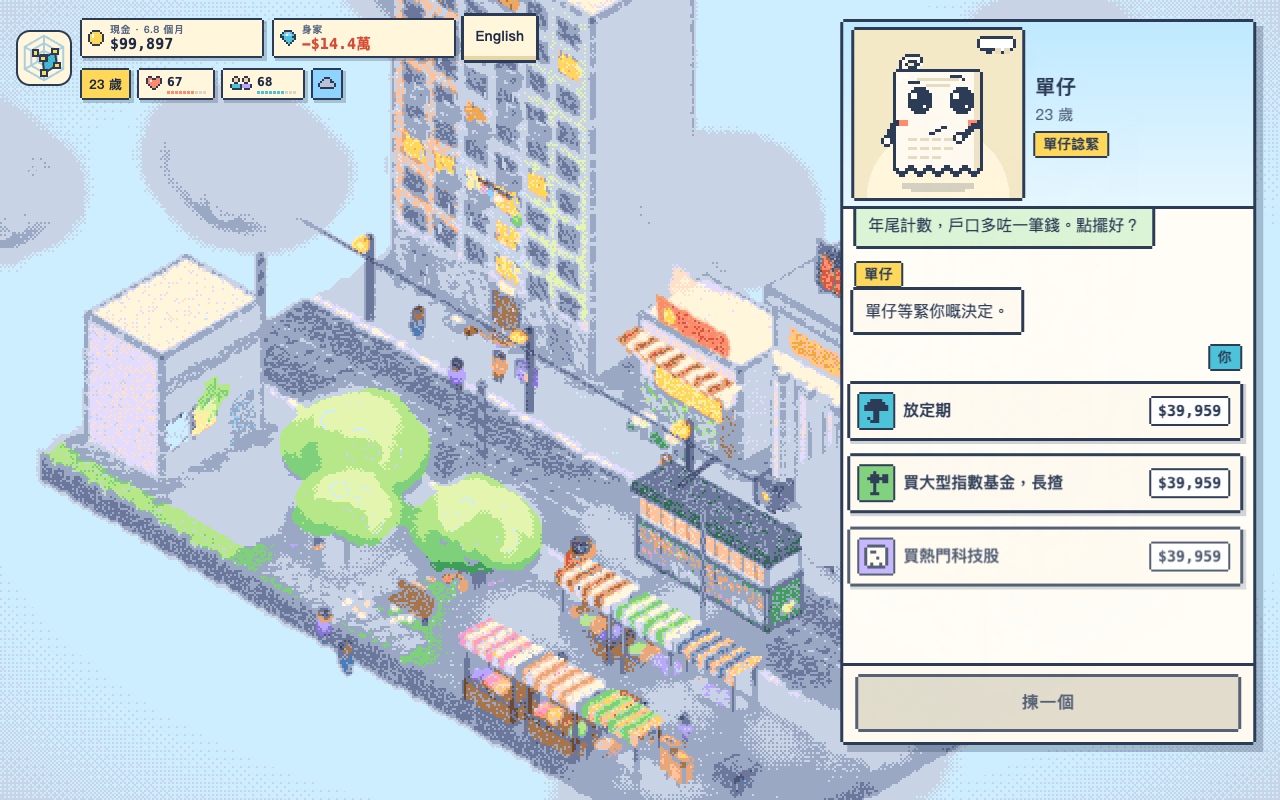 現金 · 6.8 個月
$99,897
身家
−$14.4萬
English
23 歲
67
68
單仔
23 歲
單仔諗緊
年尾計數，戶口多咗一筆錢。點擺好？
單仔
單仔等緊你嘅決定。
你
放定期
$39,959
買大型指數基金，長揸
$39,959
買熱門科技股
$39,959
揀一個